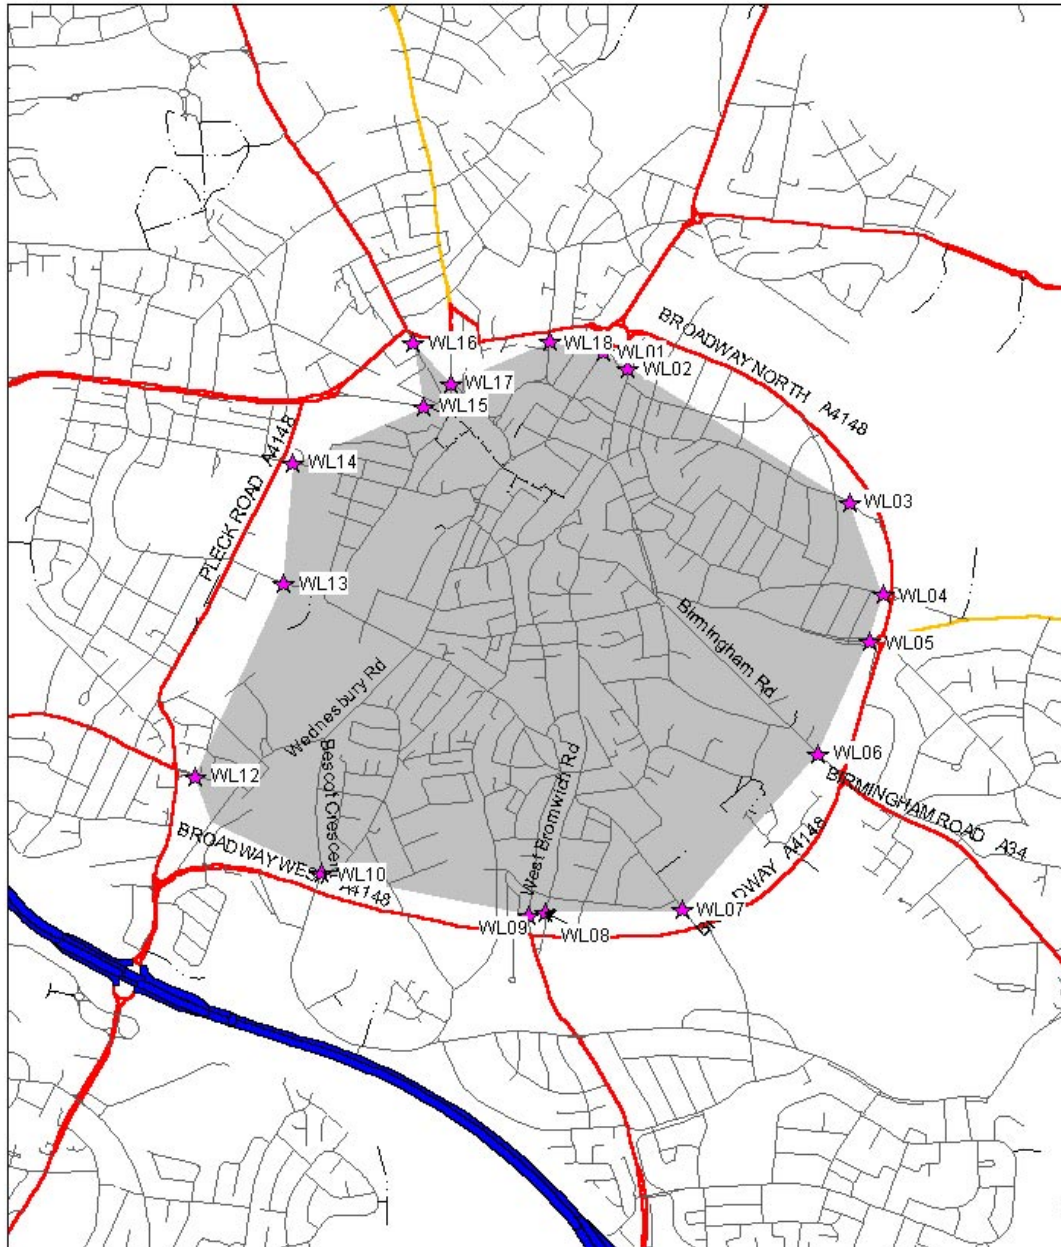 WL16
WL18
WL01
BROADWAY NORTH A4148
WL02
WL17
WL15
PLECK ROAD A4148
WL14
WL03
WL13
WL04
Birmingham Rd
WL05
Wednesbury Rd
Bescot Crescent
West Bromwich Rd
WL06
WL12
BIRMINGHAM ROAD A34
BROADWAY WEST A4148
WL10
DWAY A4148
WL07
WL09
WL08